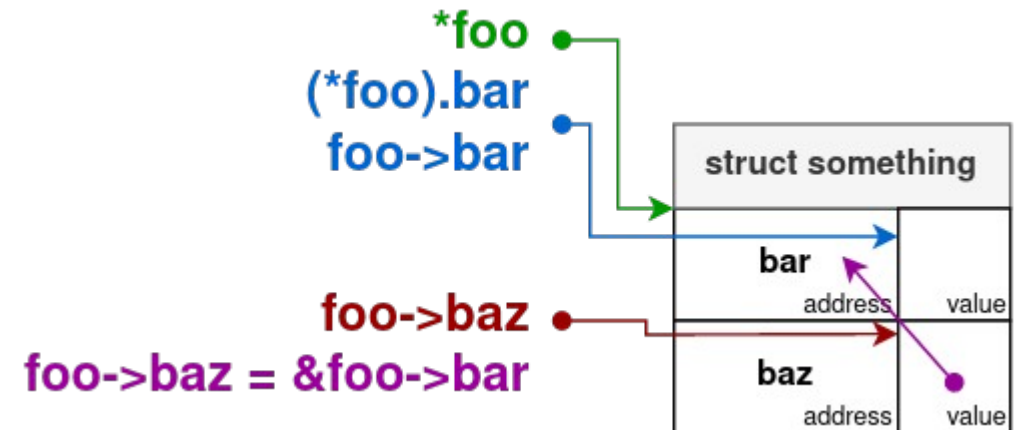 *foo
(*foo).bar
foo->bar
struct something
bar
address
value
foo->baz
foo->baz = &foo->bar
baz
address
value